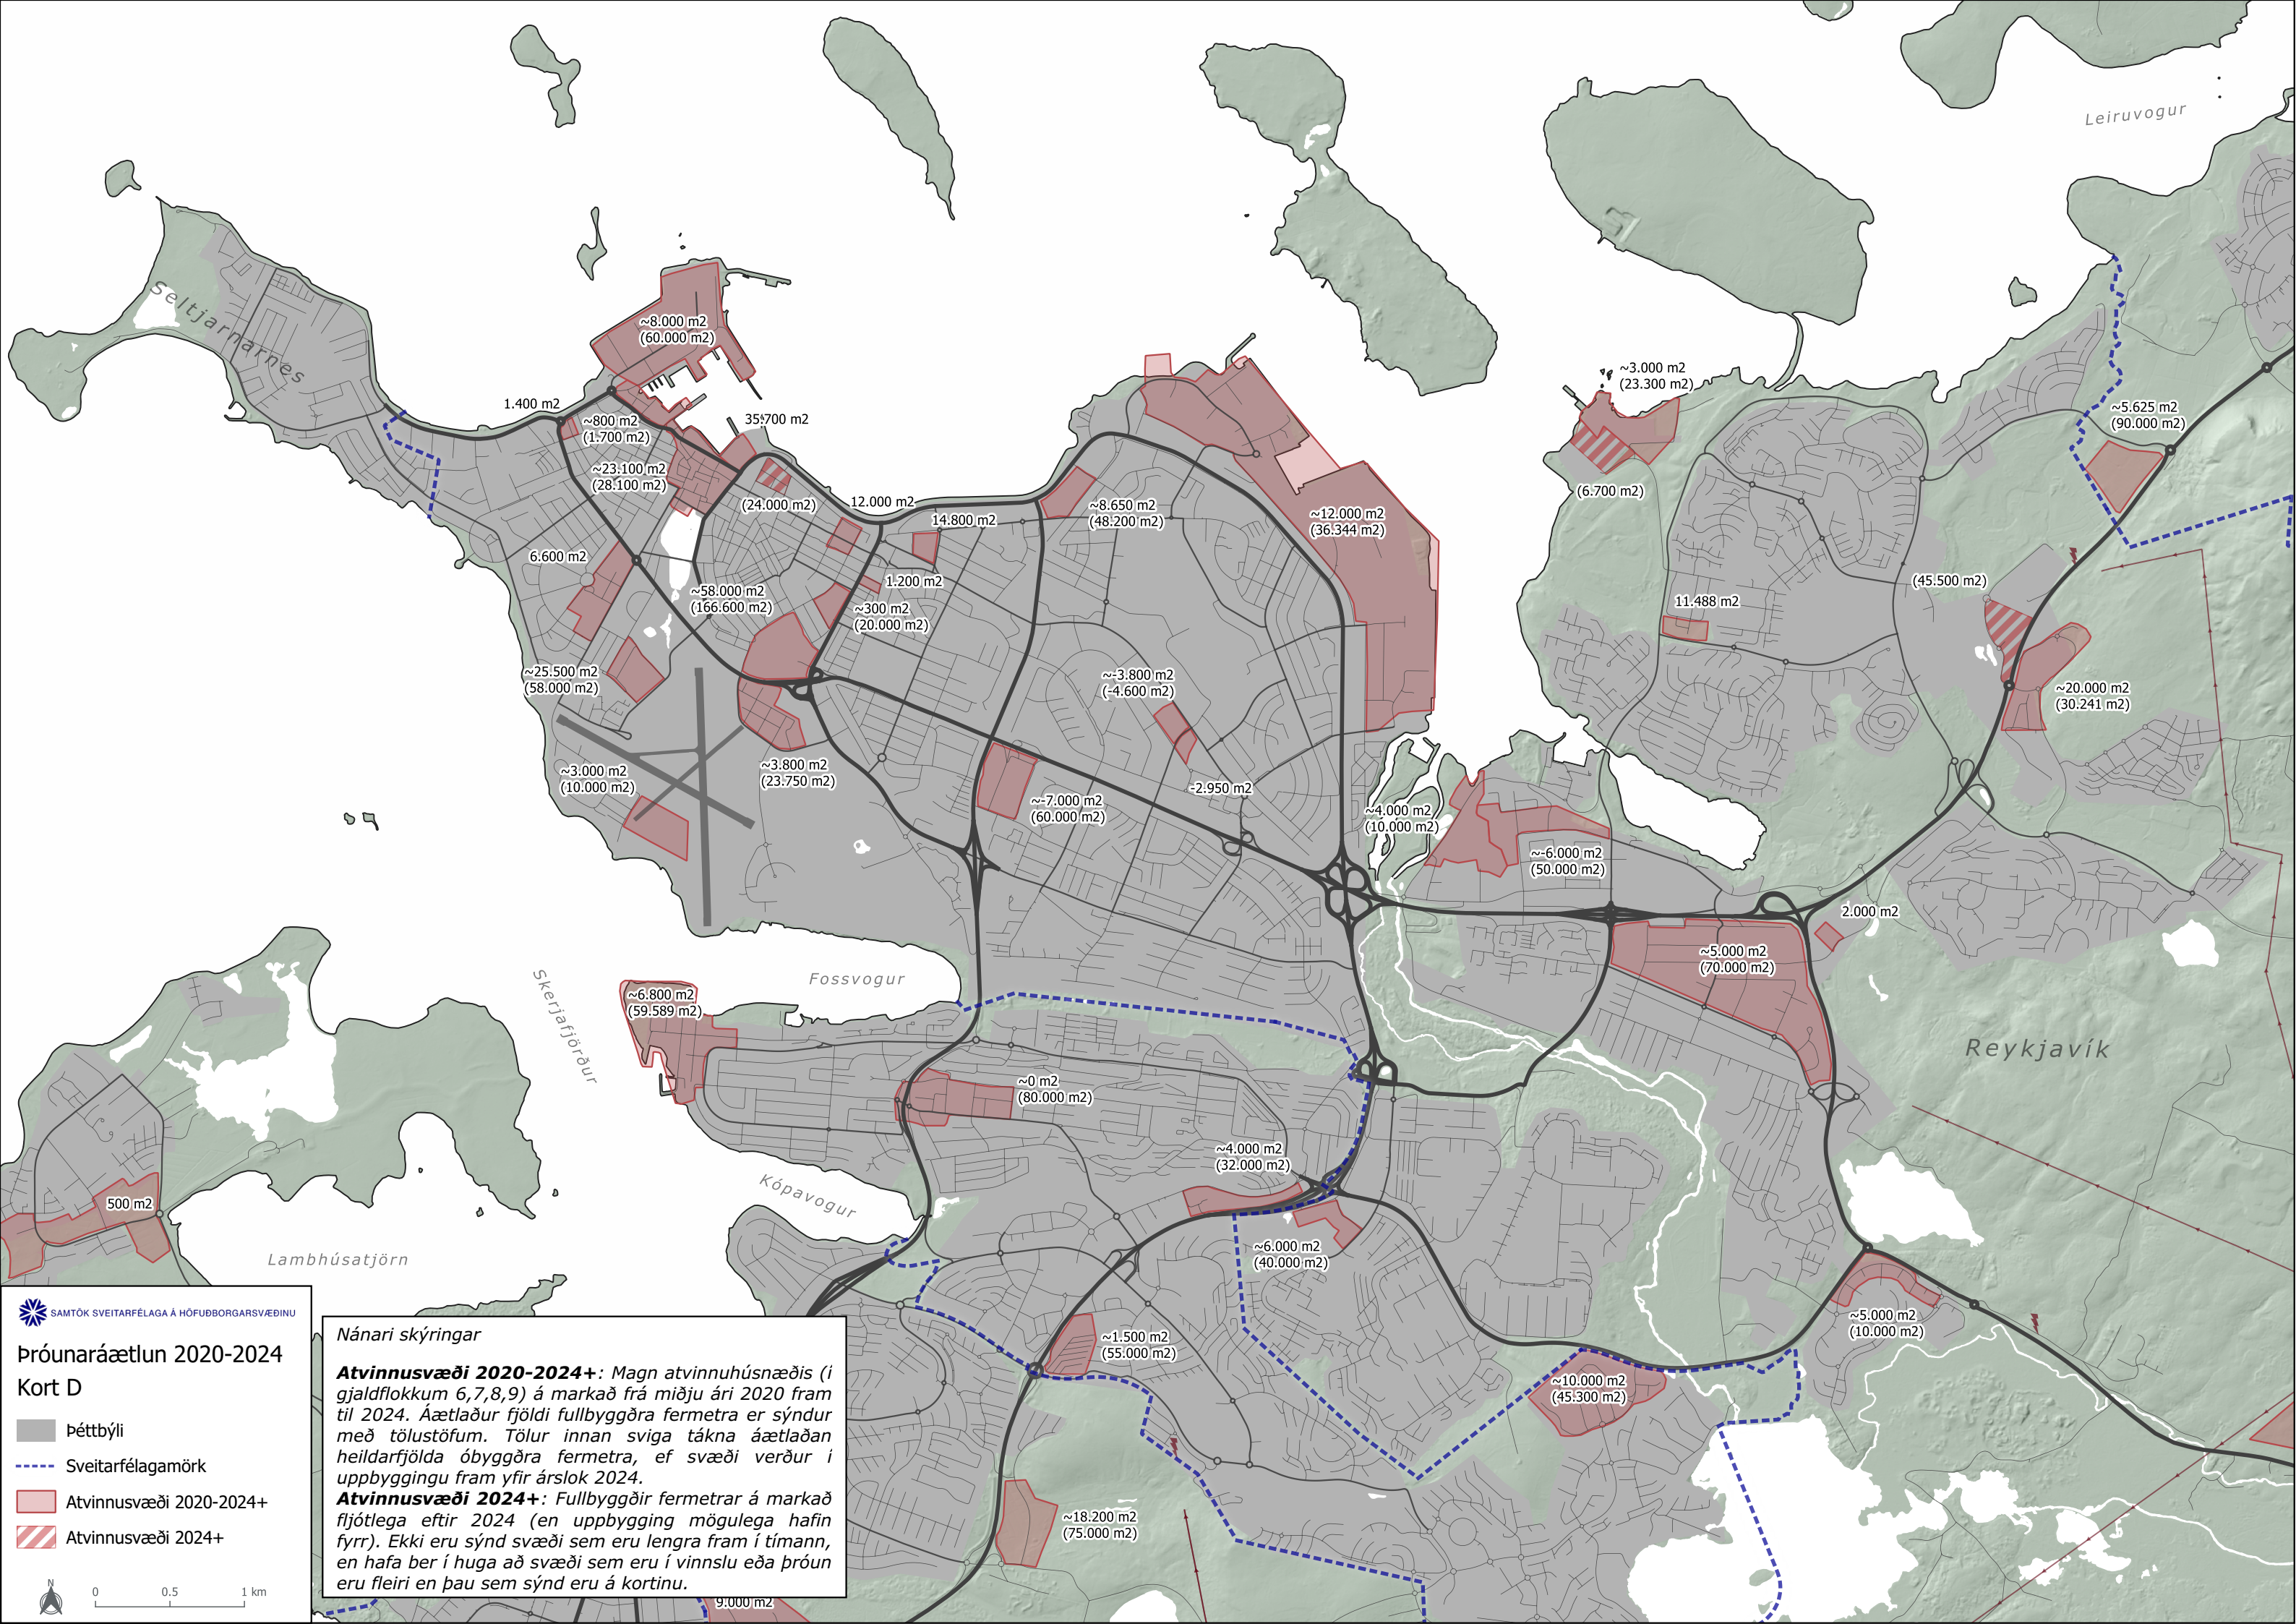 Leiruvogur
Seltjarnarnes
~8.000 m2
(60.000 m2)
~3.000 m2
(23.300 m2)
1.400 m2
~800 m2
(1.700 m2)
35.700 m2
~5.625 m2
(90.000 m2)
~23.100 m2
(28.100 m2)
(24.000 m2)
12.000 m2
14.800 m2
~8.650 m2
(48.200 m2)
~12.000 m2
(36.344 m2)
(6.700 m2)
6.600 m2
1.200 m2
~58.000 m2
(166.600 m2)
~300 m2
(20.000 m2)
11.488 m2
(45.500 m2)
~25.500 m2
(58.000 m2)
~-3.800 m2
(-4.600 m2)
~20.000 m2
(30.241 m2)
~3.000 m2
(10.000 m2)
~3.800 m2
(23.750 m2)
~-7.000 m2
(60.000 m2)
-2.950 m2
~4.000 m2
(10.000 m2)
~-6.000 m2
(50.000 m2)
2.000 m2
~5.000 m2
(70.000 m2)
Fossvogur
Skerjafjörður
~6.800 m2
(59.589 m2)
Reykjavík
~0 m2
(80.000 m2)
~4.000 m2
(32.000 m2)
Kópavogur
500 m2
Lambhúsatjörn
~6.000 m2
(40.000 m2)
~5.000 m2
(10.000 m2)
~1.500 m2
(55.000 m2)
~10.000 m2
(45.300 m2)
~18.200 m2
(75.000 m2)
9.000 m2
SAMTÖK SVEITARFÉLAGA Á HÖFUÐBORGARSVÆÐINU
Þróunaráætlun 2020-2024
Kort D
Þéttbýli
Sveitarfélagamörk
Atvinnusvæði 2020-2024+
Atvinnusvæði 2024+
N
0 0.5 1 km
Nánari skýringar
Atvinnusvæði 2020-2024+: Magn atvinnuhúsnæðis (í
gjaldflokkum 6,7,8,9) á markað frá miðju ári 2020 fram
til 2024. Áætlaður fjöldi fullbyggðra fermetra er sýndur
með tölustöfum. Tölur innan sviga tákna áætlaðan
heildarfjölda óbyggðra fermetra, ef svæði verður í
uppbyggingu fram yfir árslok 2024.
Atvinnusvæði 2024+: Fullbyggðir fermetrar á markað
fljótlega eftir 2024 (en uppbygging mögulega hafin
fyrr). Ekki eru sýnd svæði sem eru lengra fram í tímann,
en hafa ber í huga að svæði sem eru í vinnslu eða þróun
eru fleiri en þau sem sýnd eru á kortinu.